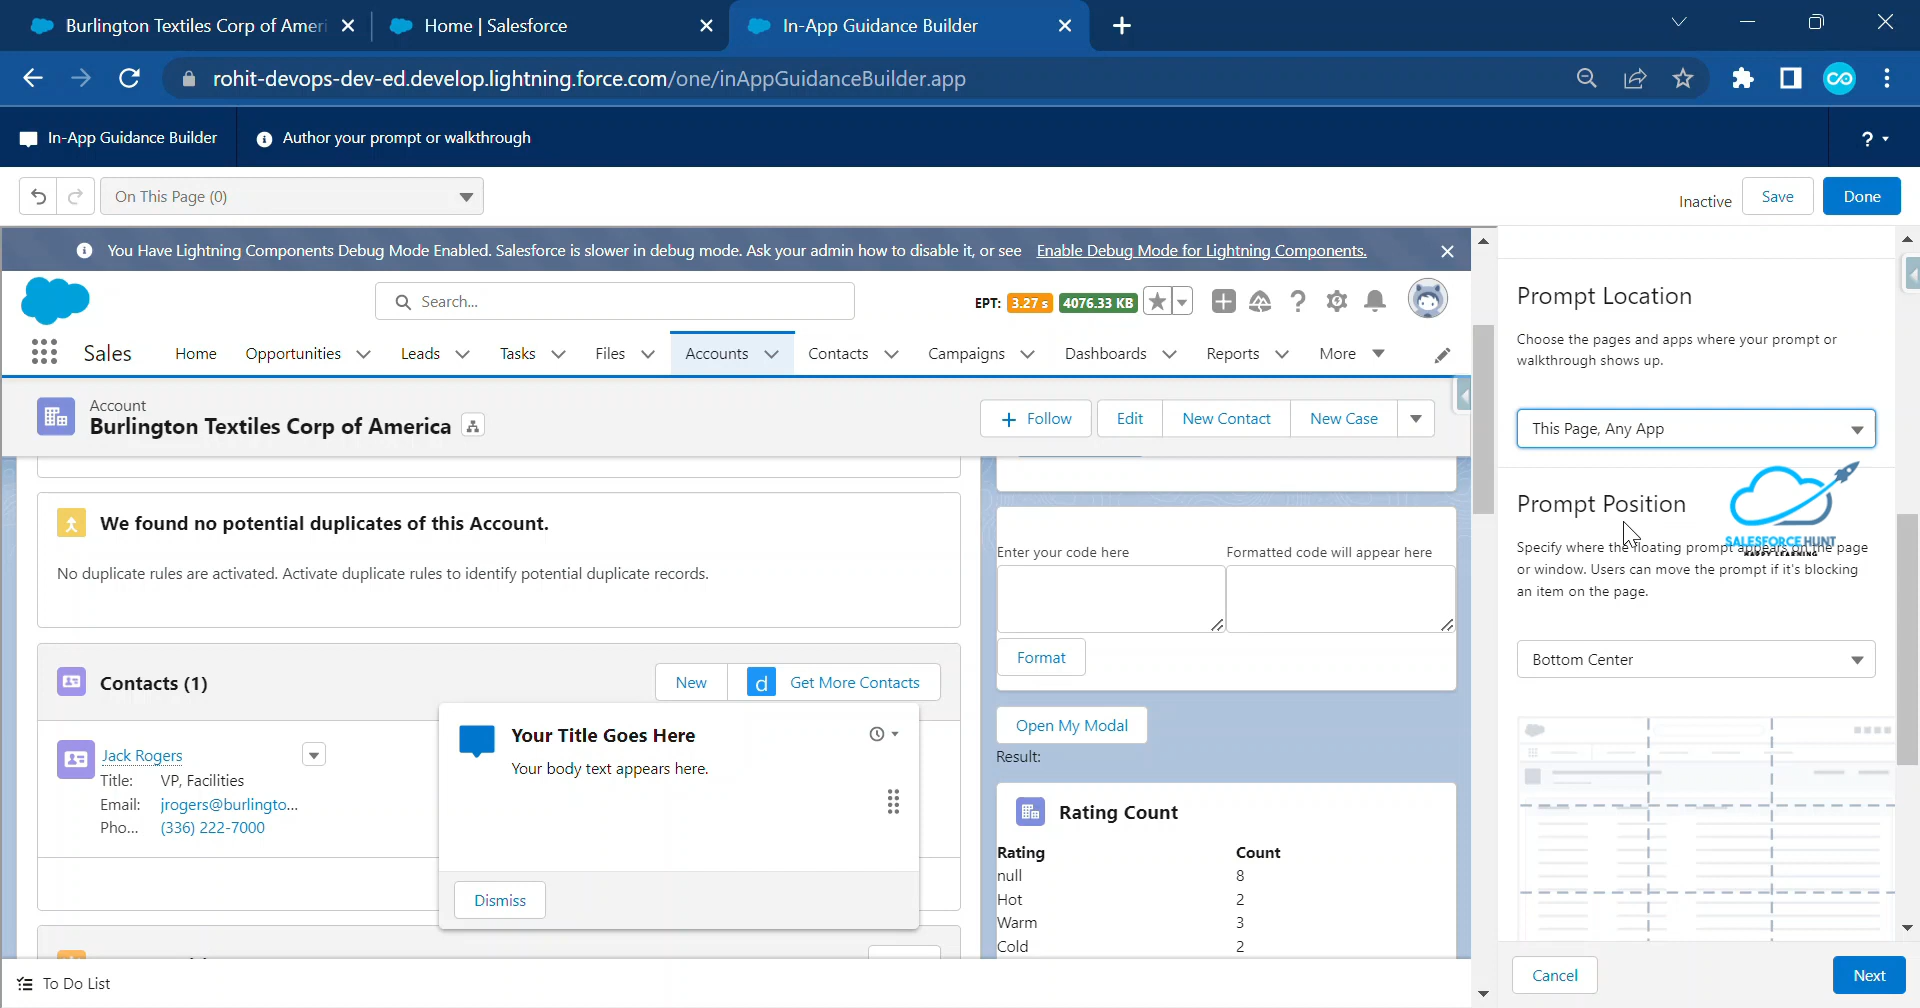 Burlington Textiles Corp of Ameri
Home | Salesforce
In-App Guidance Builder
rohit-devops-dev-ed.develop.lightning.force.com/one/inAppGuidanceBuilder.app
In-App Guidance Builder
Author your prompt or walkthrough
?
On This Page (0)
Inactive
Save
Done
You Have Lightning Components Debug Mode Enabled. Salesforce is slower in debug mode. Ask your admin how to disable it, or see Enable Debug Mode for Lightning Components.
Search...
EPT: 3.27 s 4076.33 KB
Sales
Home
Opportunities
Leads
Tasks
Files
Accounts
Contacts
Campaigns
Dashboards
Reports
More
Account
Burlington Textiles Corp of America
Follow
Edit
New Contact
New Case
We found no potential duplicates of this Account.
No duplicate rules are activated. Activate duplicate rules to identify potential duplicate records.
Contacts (1)
New
d Get More Contacts
Jack Rogers
Title: VP, Facilities
Email: jrogers@burlingto...
Pho... (336) 222-7000
Your Title Goes Here
Your body text appears here.
Dismiss
Enter your code here
Formatted code will appear here
Format
Open My Modal
Result:
Rating Count
Rating Count
null 8
Hot 2
Warm 3
Cold 2
To Do List
Prompt Location
Choose the pages and apps where your prompt or
walkthrough shows up.
This Page, Any App
Prompt Position
SALESFORCE HUNT
HAPPY LEARNING
Specify where the floating prompt appears on the page
or window. Users can move the prompt if it's blocking
an item on the page.
Bottom Center
Cancel
Next